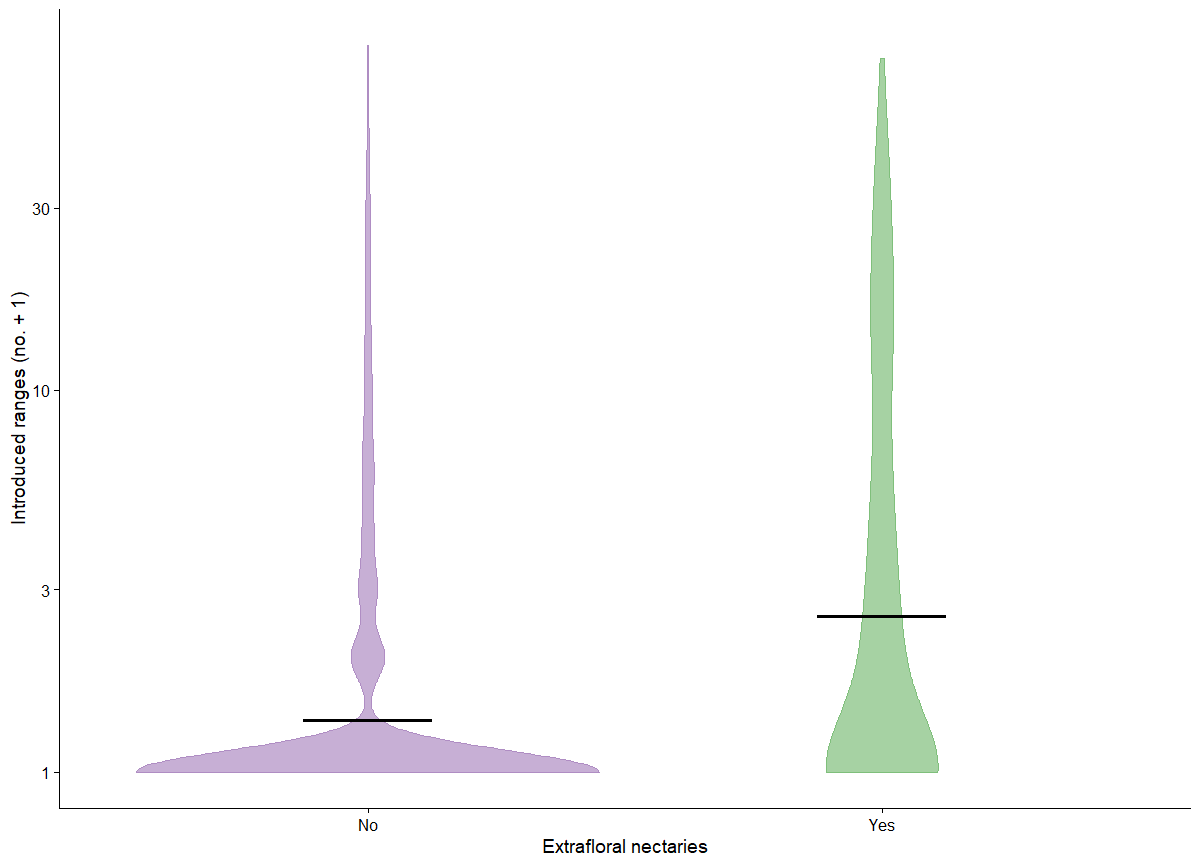 Introduced ranges (no. + 1)
30
10
3
1
No
Yes
Extrafloral nectaries